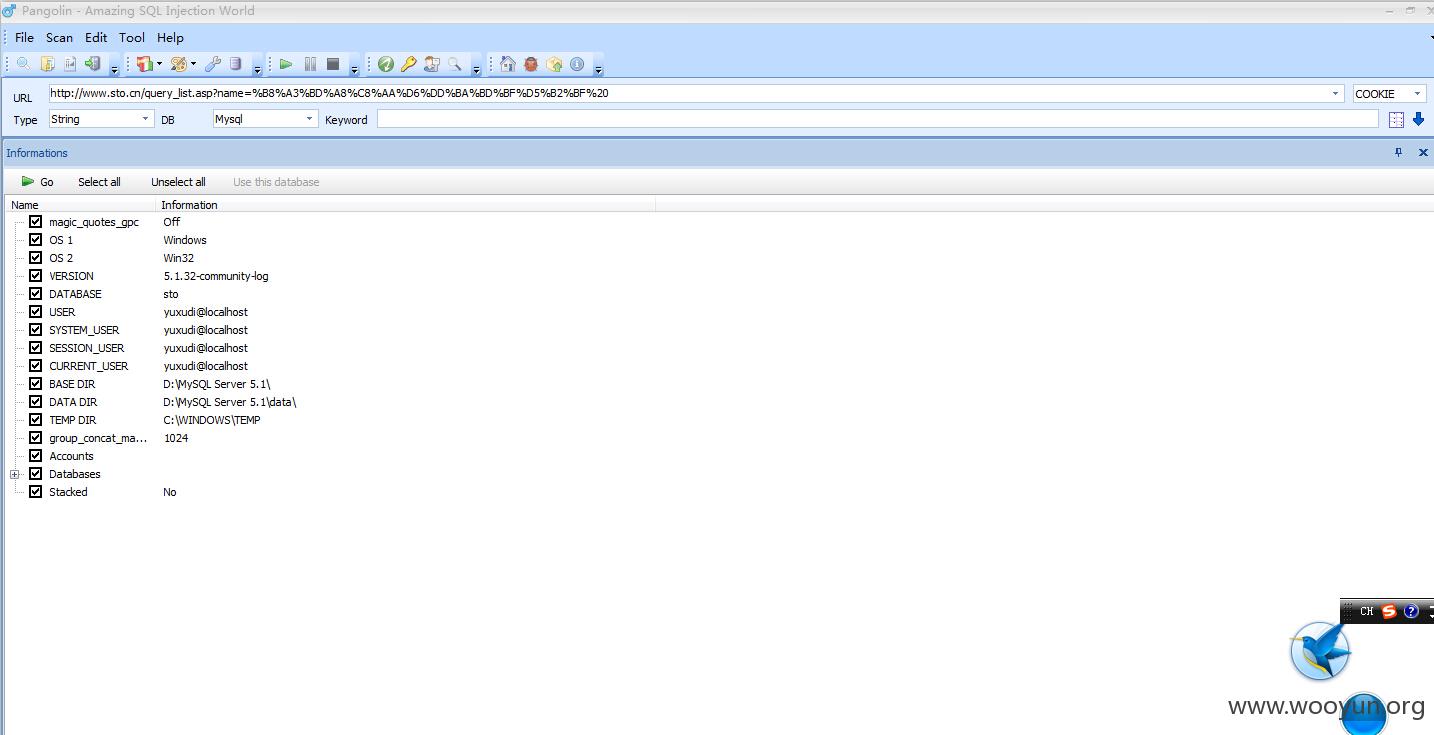 Pangolin - Amazing SQL Injection World
File Scan Edit Tool Help
URL http://www.sto.cn/query_list.asp?name=%B8%A3%BD%A8%C8%AA%D6%DD%BA%BD%BF%D5%B2%BF%20 COOKIE
Type String DB Mysql Keyword
Informations
Go Select all Unselect all Use this database
Name Information
magic_quotes_gpc Off
OS 1 Windows
OS 2 Win32
VERSION 5.1.32-community-log
DATABASE sto
USER yuxudi@localhost
SYSTEM_USER yuxudi@localhost
SESSION_USER yuxudi@localhost
CURRENT_USER yuxudi@localhost
BASE DIR D:\MySQL Server 5.1\
DATA DIR D:\MySQL Server 5.1\data\
TEMP DIR C:\WINDOWS\TEMP
group_concat_ma... 1024
Accounts
Databases
Stacked No
CH S ?
www.wooyun.org